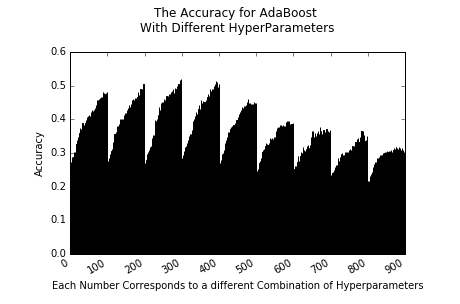 The Accuracy for AdaBoost
With Different HyperParameters
0.6
0.5
0.4
0.3
0.2
0.1
0.0
Accuracy
0 100 200 300 400 500 600 700 800 900
Each Number Corresponds to a different Combination of Hyperparameters